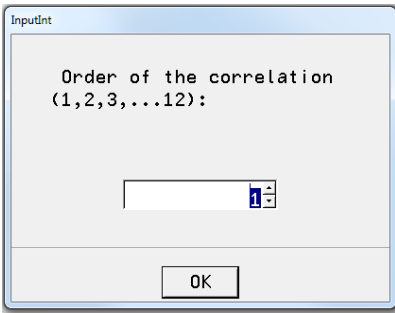 InputInt
Order of the correlation
(1,2,3,...12):
1
OK